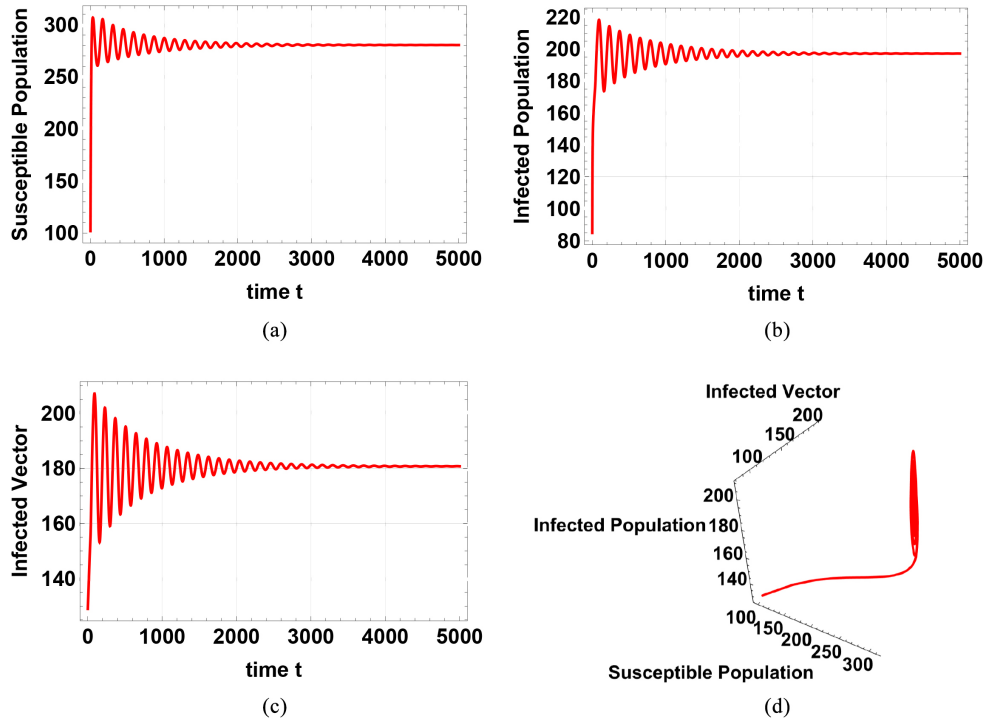 300
250
200
150
100
Susceptible Population
0 1000 2000 3000 4000 5000
time t
(a)
220
200
180
160
140
120
100
80
Infected Population
0 1000 2000 3000 4000 5000
time t
(b)
200
180
160
140
Infected Vector
0 1000 2000 3000 4000 5000
time t
(c)
Infected Vector
200
150
100
200
Infected Population
180
160
140
100
150
200
250
300
Susceptible Population
(d)